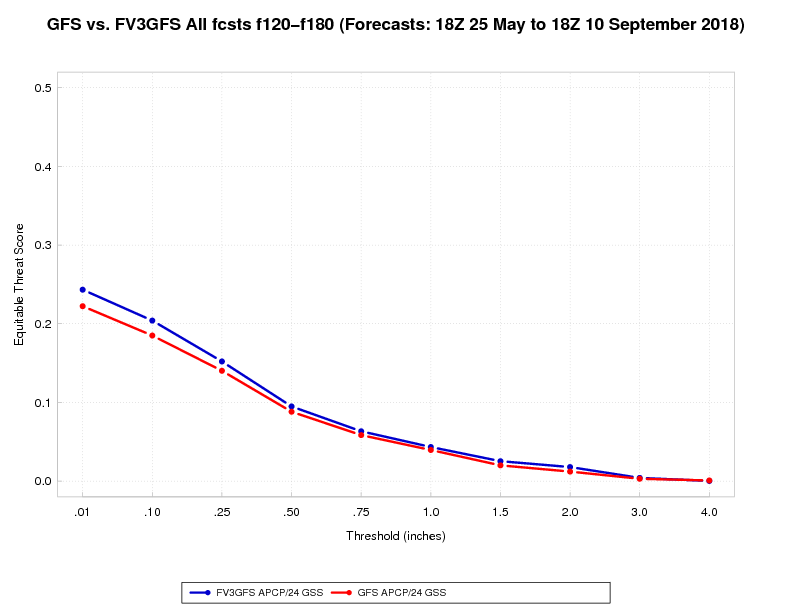 GFS vs. FV3GFS All fcsts f120–f180 (Forecasts: 18Z 25 May to 18Z 10 September 2018)
0.5
0.4
0.3
0.2
0.1
0.0
Equitable Threat Score
.01 .10 .25 .50 .75 1.0 1.5 2.0 3.0 4.0
Threshold (inches)
FV3GFS APCP/24 GSS GFS APCP/24 GSS